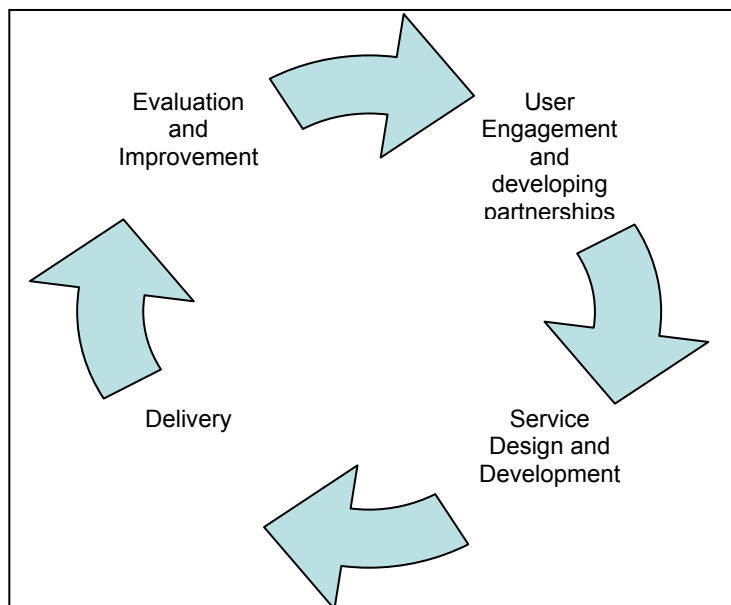 Evaluation
and
Improvement
User
Engagement
and
developing
partnerships
Service
Design and
Development
Delivery